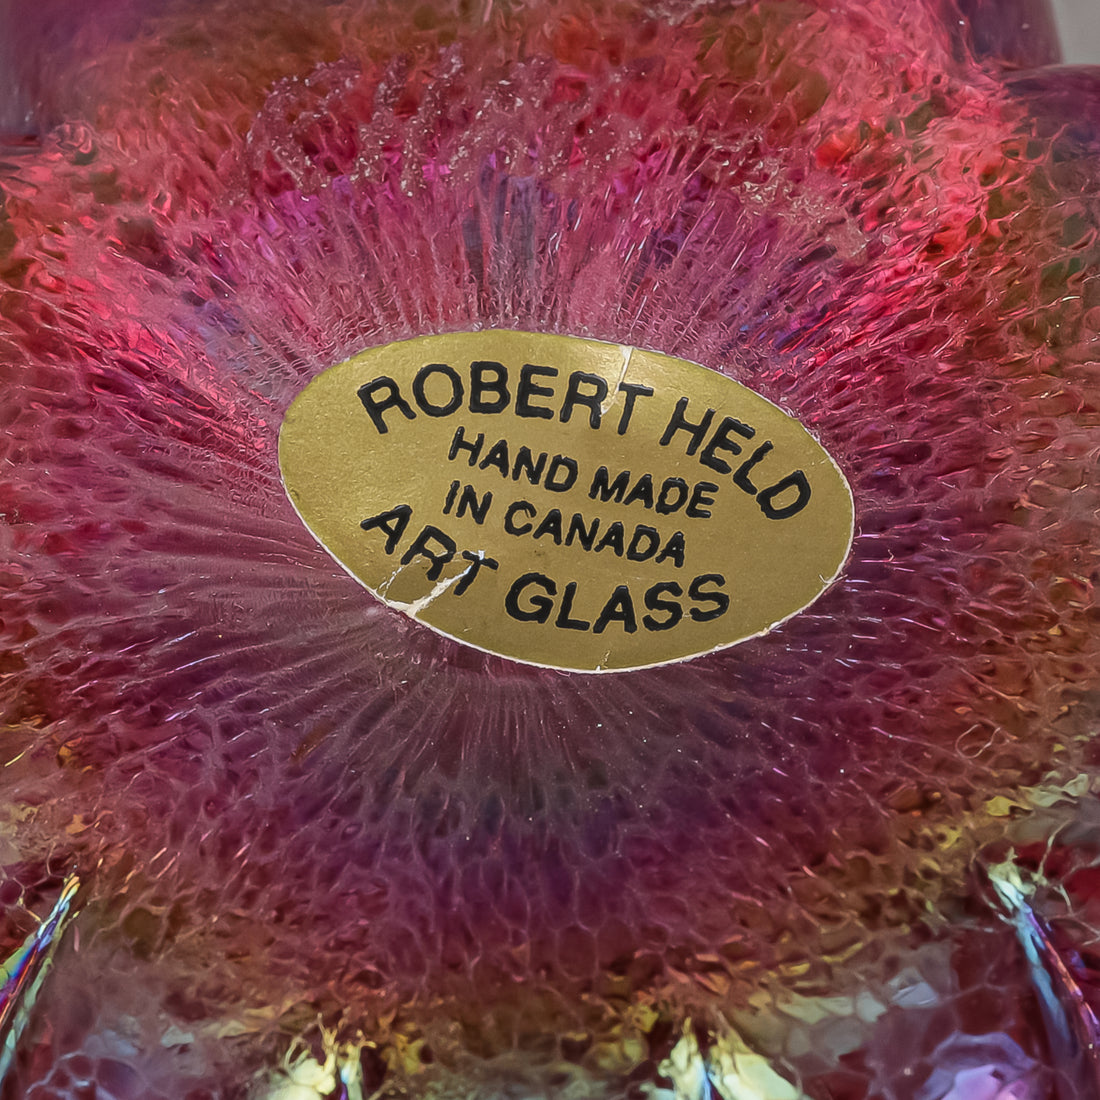 ROBERT HELD
HAND MADE
IN CANADA
ART GLASS